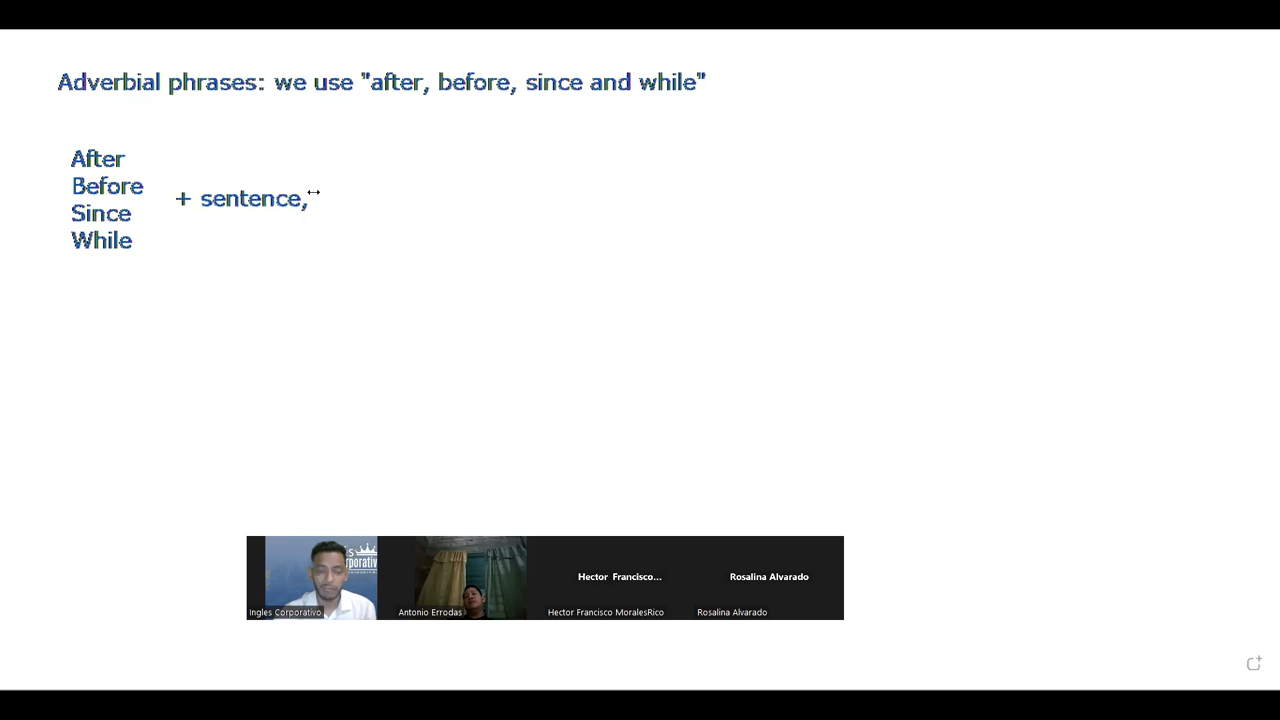 Adverbial phrases: we use "after, before, since and while"
After
Before
Since
While
+ sentence,
Hector Francisco...
Rosalina Alvarado
Ingles Corporativo
Antonio Errodas
Hector Francisco MoralesRico
Rosalina Alvarado